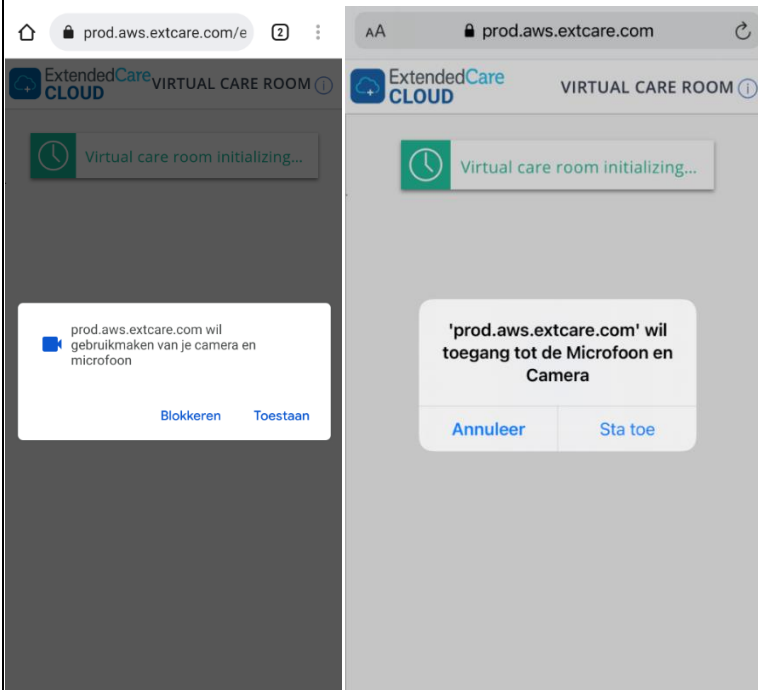 prod.aws.extcare.com/e
2
ExtendedCare
CLOUD
VIRTUAL CARE ROOM
Virtual care room initializing...
prod.aws.extcare.com wil
gebruikmaken van je camera en
microfoon
Blokkeren Toestaan
AA prod.aws.extcare.com
ExtendedCare
CLOUD
VIRTUAL CARE ROOM
Virtual care room initializing...
'prod.aws.extcare.com' wil
toegang tot de Microfoon en
Camera
Annuleer Sta toe